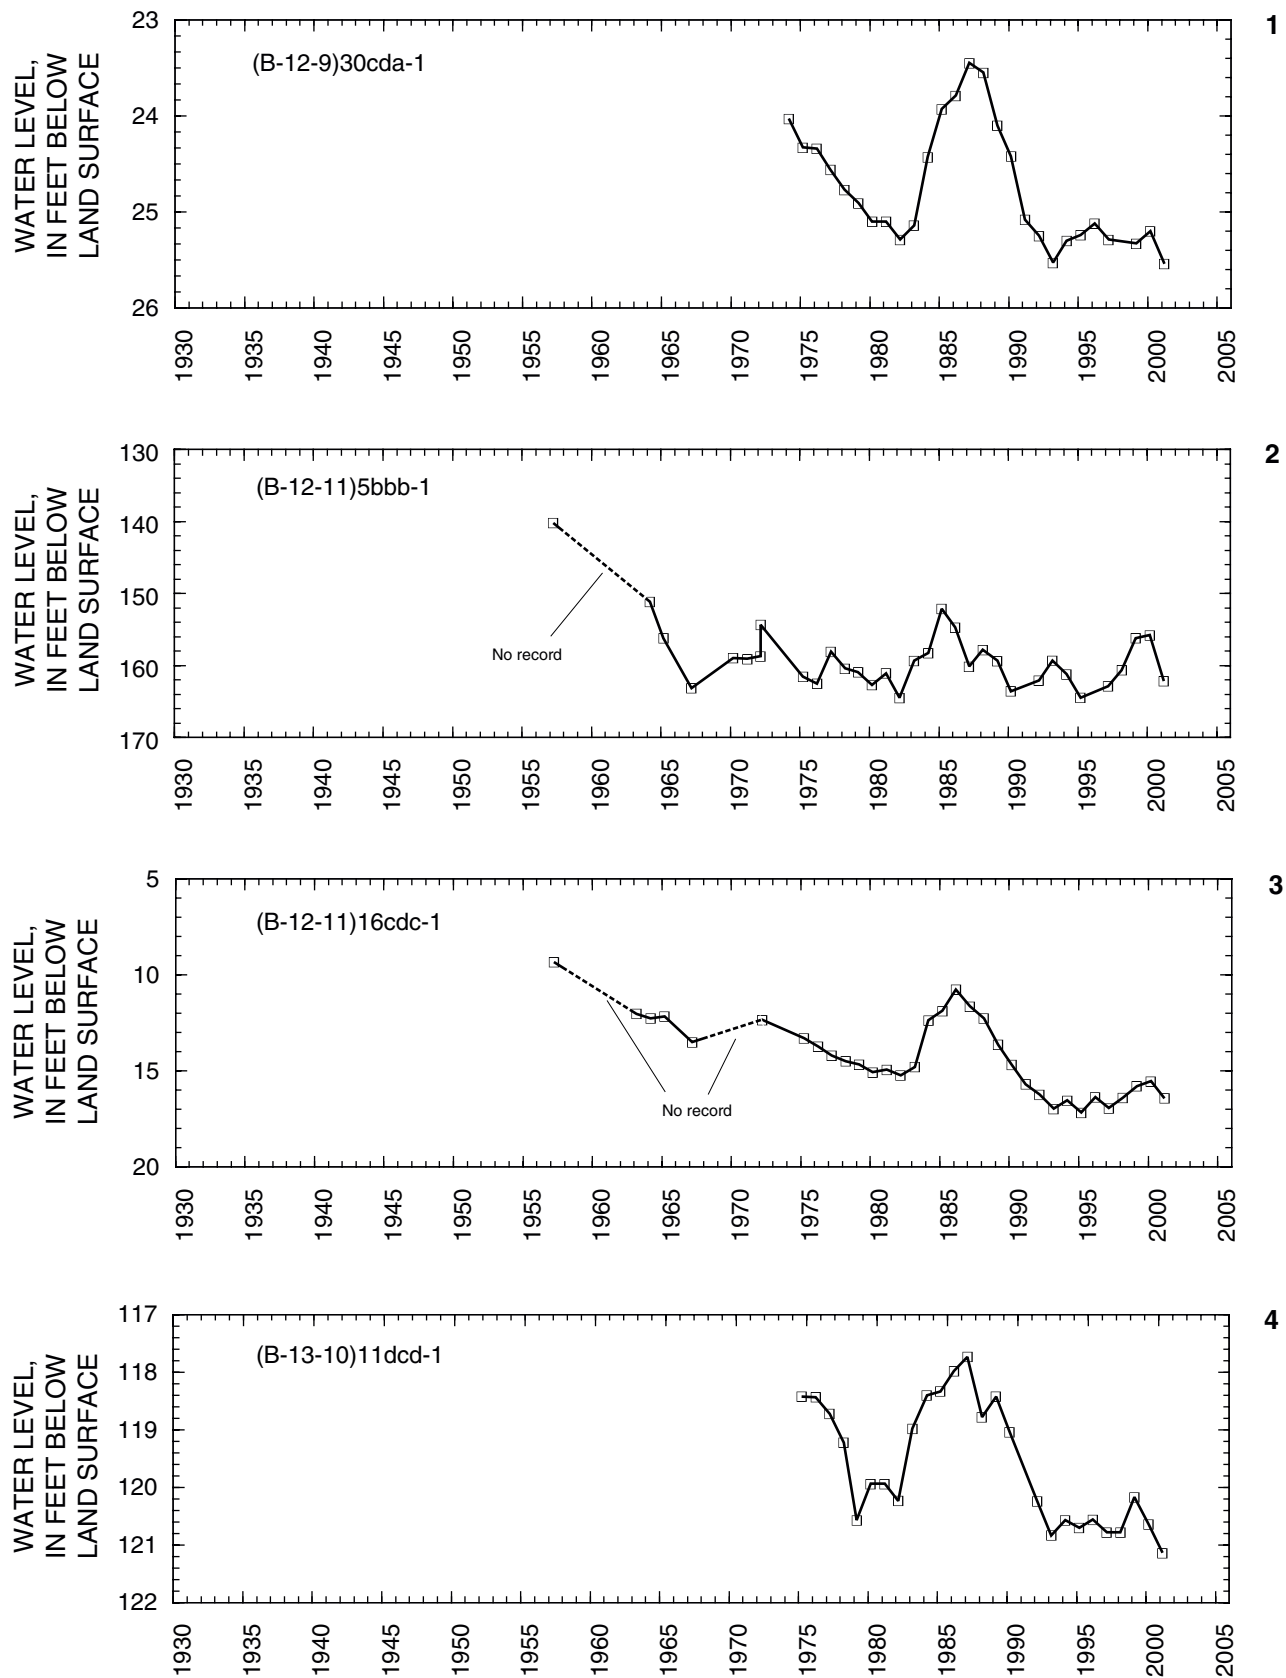 1
23
24
25
26
WATER LEVEL,
IN FEET BELOW
LAND SURFACE
(B-12-9)30cda-1
1930 1935 1940 1945 1950 1955 1960 1965 1970 1975 1980 1985 1990 1995 2000 2005
2
130
140
150
160
170
WATER LEVEL,
IN FEET BELOW
LAND SURFACE
(B-12-11)5bbb-1
No record
1930 1935 1940 1945 1950 1955 1960 1965 1970 1975 1980 1985 1990 1995 2000 2005
3
5
10
15
20
WATER LEVEL,
IN FEET BELOW
LAND SURFACE
(B-12-11)16cdc-1
No record
1930 1935 1940 1945 1950 1955 1960 1965 1970 1975 1980 1985 1990 1995 2000 2005
4
117
118
119
120
121
122
WATER LEVEL,
IN FEET BELOW
LAND SURFACE
(B-13-10)11dcd-1
1930 1935 1940 1945 1950 1955 1960 1965 1970 1975 1980 1985 1990 1995 2000 2005